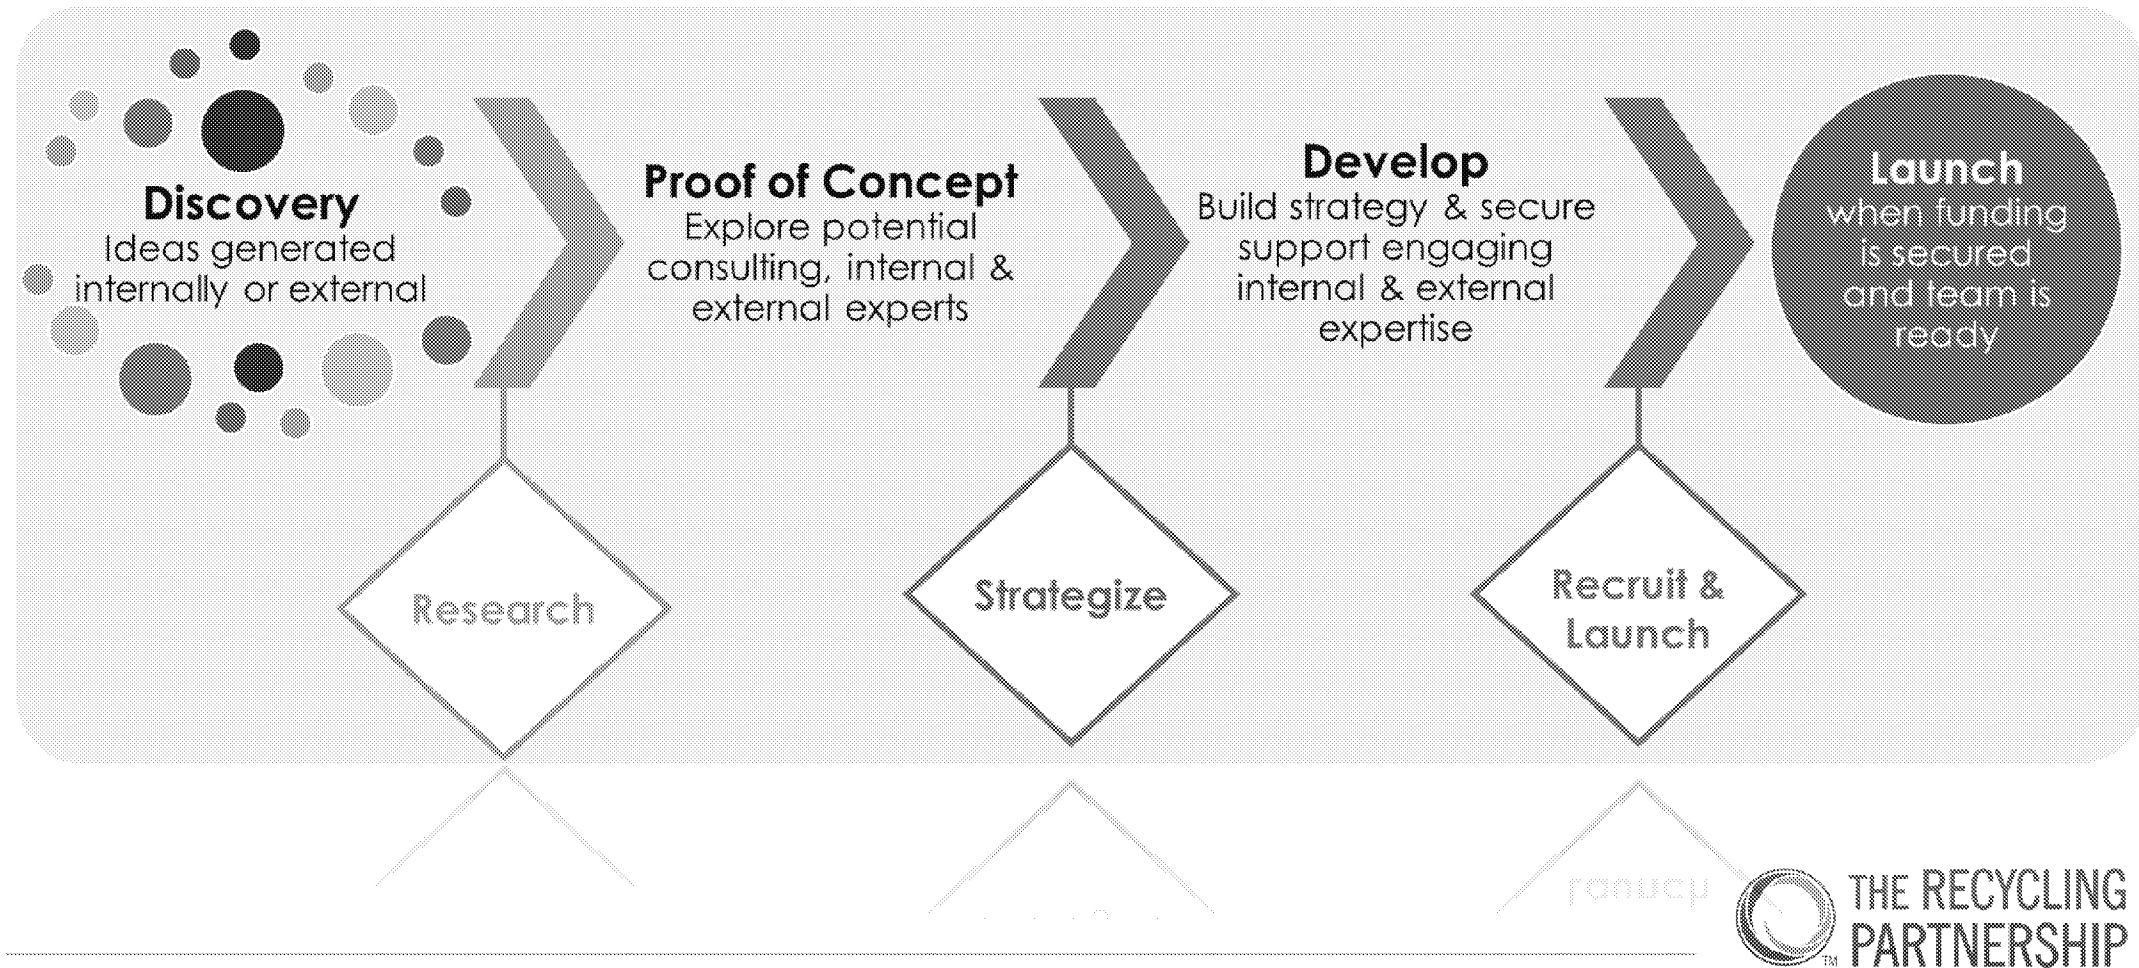 Discovery
Ideas generated
internally or external
Proof of Concept
Explore potential
consulting, internal &
external experts
Develop
Build strategy & secure
support engaging
internal & external
expertise
Launch
when funding
is secured
and team is
ready
Research
Strategize
Recruit &
Launch
THE RECYCLING
PARTNERSHIP
TM